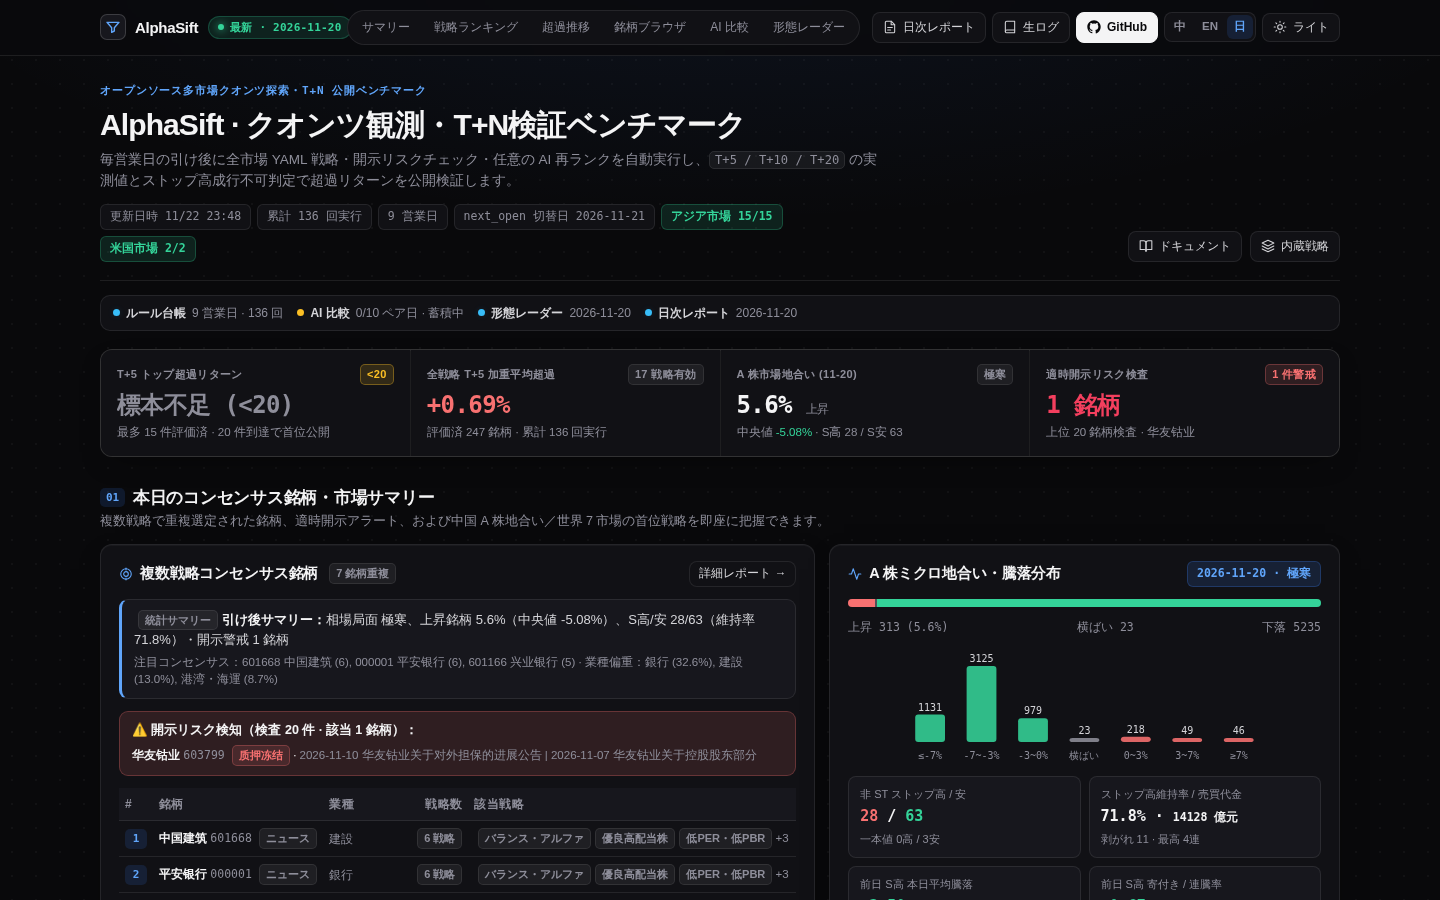 AlphaSift
最新 · 2026-11-20
サマリー
戦略ランキング
超過推移
銘柄ブラウザ
AI 比較
形態レーダー
日次レポート
生ログ
GitHub
中
EN
日
ライト
オープンソース多市場クオンツ探索・T+N 公開ベンチマーク
AlphaSift · クオンツ観測・T+N検証ベンチマーク
毎営業日の引け後に全市場 YAML 戦略・開示リスクチェック・任意の AI 再ランクを自動実行し、T+5 / T+10 / T+20 の実
測値とストップ高成行不可判定で超過リターンを公開検証します。
更新日時 11/22 23:48
累計 136 回実行
9 営業日
next_open 切替日 2026-11-21
アジア市場 15/15
米国市場 2/2
ドキュメント
内蔵戦略
ルール台帳 9 営業日 · 136 回
AI 比較 0/10 ペア日 · 蓄積中
形態レーダー 2026-11-20
日次レポート 2026-11-20
T+5 トップ超過リターン
<20
標本不足 (<20)
最多 15 件評価済 · 20 件到達で首位公開
全戦略 T+5 加重平均超過
17 戦略有効
+0.69%
評価済 247 銘柄 · 累計 136 回実行
A 株市場地合い (11-20)
極寒
5.6% 上昇
中央値 -5.08% · S高 28 / S安 63
適時開示リスク検査
1 件警戒
1 銘柄
上位 20 銘柄検査 · 华友钴业
01 本日のコンセンサス銘柄・市場サマリー
複数戦略で重複選定された銘柄、適時開示アラート、および中国 A 株地合い／世界 7 市場の首位戦略を即座に把握できます。
複数戦略コンセンサス銘柄
7 銘柄重複
詳細レポート →
統計サマリー 引け後サマリー：相場局面 極寒、上昇銘柄 5.6%（中央値 -5.08%）、S高/安 28/63（維持率
71.8%）・開示警戒 1 銘柄
注目コンセンサス：601668 中国建筑 (6), 000001 平安银行 (6), 601166 兴业银行 (5) · 業種偏重：銀行 (32.6%), 建設
(13.0%), 港湾・海運 (8.7%)
⚠️ 開示リスク検知（検査 20 件 · 該当 1 銘柄）：
华友钴业 603799 质押冻结 · 2026-11-10 华友钴业关于对外担保的进展公告 | 2026-11-07 华友钴业关于控股股东部分
# 銘柄 業種 戦略数 該当戦略
1 中国建筑 601668 ニュース 建設 6 戦略 バランス・アルファ 優良高配当株 低PER・低PBR +3
2 平安银行 000001 ニュース 銀行 6 戦略 バランス・アルファ 優良高配当株 低PER・低PBR +3
A 株ミクロ地合い・騰落分布
2026-11-20 · 極寒
上昇 313 (5.6%)
横ばい 23
下落 5235
1131
3125
979
23
218
49
46
≤-7%
-7~-3%
-3~0%
横ばい
0~3%
3~7%
≥7%
非 ST ストップ高 / 安
28 / 63
一本値 0高 / 3安
ストップ高維持率 / 売買代金
71.8% · 14128 億元
剥がれ 11 · 最高 4連
前日 S高 本日平均騰落
前日 S高 寄付き / 連騰率